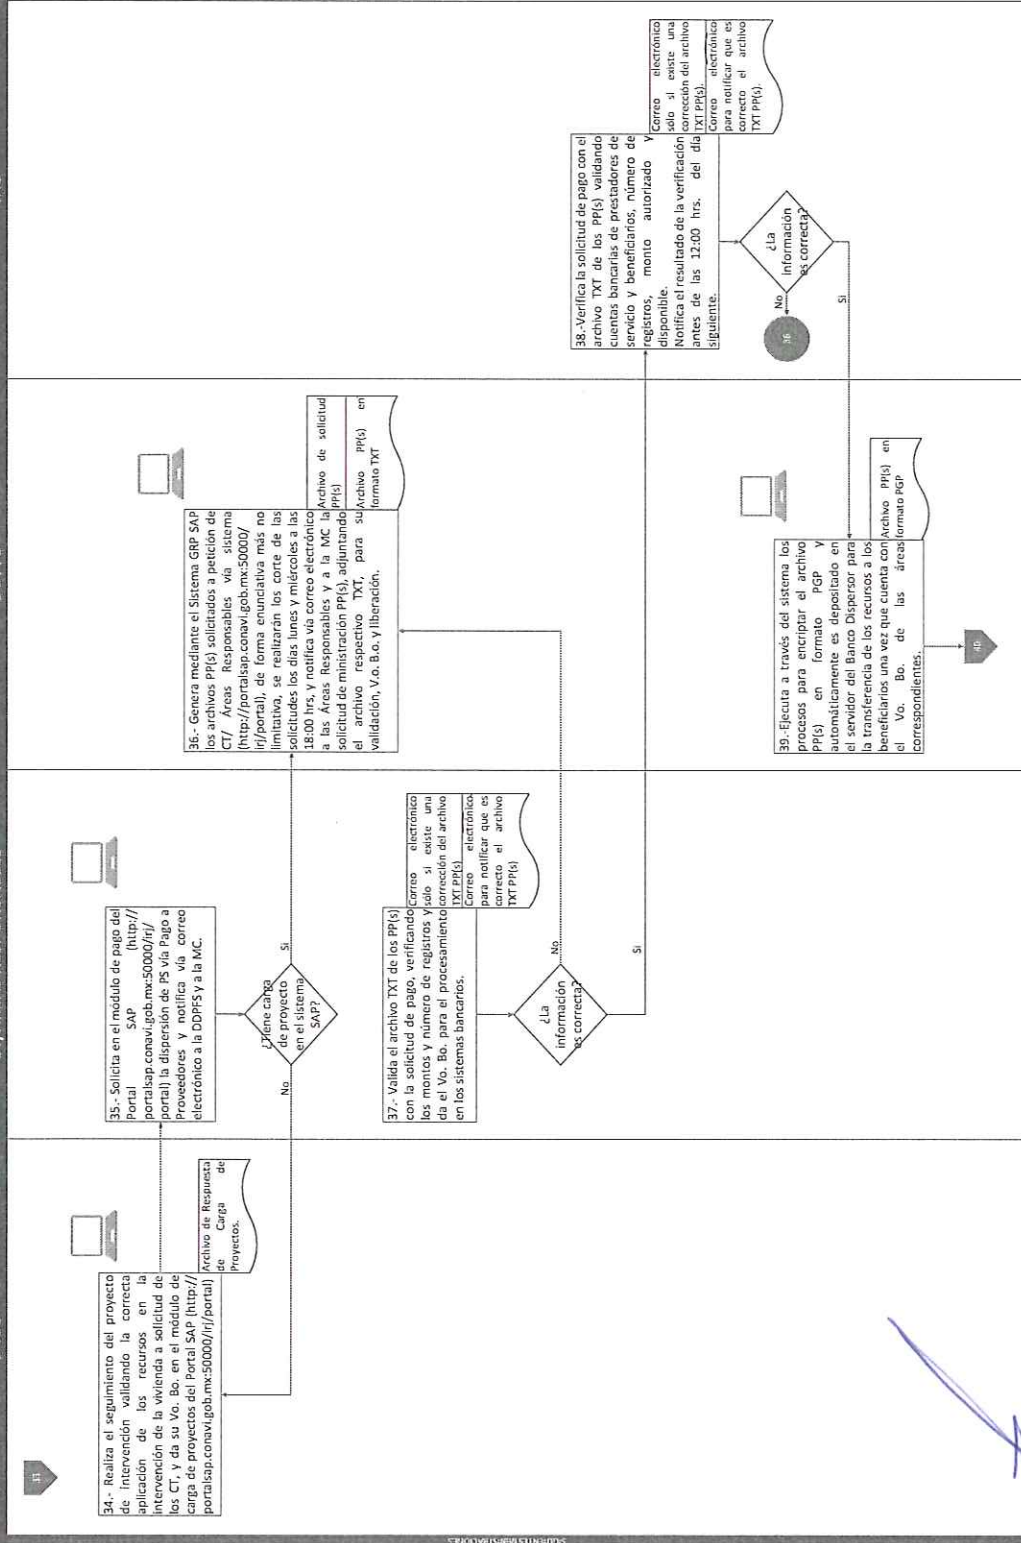 34.- Realiza el seguimiento del proyecto
de intervención validando la correcta
aplicación de los recursos en la
intervención de la vivienda a solicitud de
los CT, y da su Vo. Bo. en el módulo de
carga de proyectos del Portal SAP (http://
portalsap.conavi.gob.mx:50000/irj/portal)
Archivo de Respuesta
de Carga de
Proyectos.
35.- Solicita en el módulo de pago del
Portal SAP (http://
portalsap.conavi.gob.mx:50000/irj/
portal) la dispersión de PS vía Pago a
Proveedores y notifica vía correo
electrónico a la DDPFS y a la MC.
¿Tiene carga
de proyecto
en el sistema
SAP?
No
Si
36.- Genera mediante el Sistema GRP SAP
los archivos PP(s) solicitados a petición de
CT/ Áreas Responsables vía sistema
(http://portalsap.conavi.gob.mx:50000/
irj/portal), de forma enunciativa más no
limitativa, se realizarán los corte de las
solicitudes los días lunes y miércoles a las
18:00 hrs, y notifica vía correo electrónico
a las Áreas Responsables y a la MC la
solicitud de ministración PP(s), adjuntando
el archivo respectivo TXT, para su
validación, V.o. B.o. y liberación.
Archivo de solicitud
PP(s)
Archivo PP(s) en
formato TXT
37.- Valida el archivo TXT de los PP(s)
con la solicitud de pago, verificando
los montos y número de registros y
da el Vo. Bo. para el procesamiento
en los sistemas bancarios.
Correo electrónico
sólo si existe una
corrección del archivo
TXT PP(s)
Correo electrónico
para notificar que es
correcto el archivo
TXT PP(s)
¿La
información
es correcta?
No
Si
38.-Verifica la solicitud de pago con el
archivo TXT de los PP(s) validando
cuentas bancarias de prestadores de
servicio y beneficiarios, número de
registros, monto autorizado y
disponible.
Notifica el resultado de la verificación
antes de las 12:00 hrs. del día
siguiente.
Correo electrónico
sólo si existe una
corrección del archivo
TXT PP(s).
Correo electrónico
para notificar que es
correcto el archivo
TXT PP(s).
¿La
información
es correcta?
No
36
Si
39.-Ejecuta a través del sistema los
procesos para encriptar el archivo
PP(s) en formato PGP y
automáticamente es depositado en
el servidor del Banco Dispersor para
la transferencia de los recursos a los
beneficiarios una vez que cuenta con
el Vo. Bo. de las áreas
correspondientes.
Archivo PP(s) en
formato PGP
40